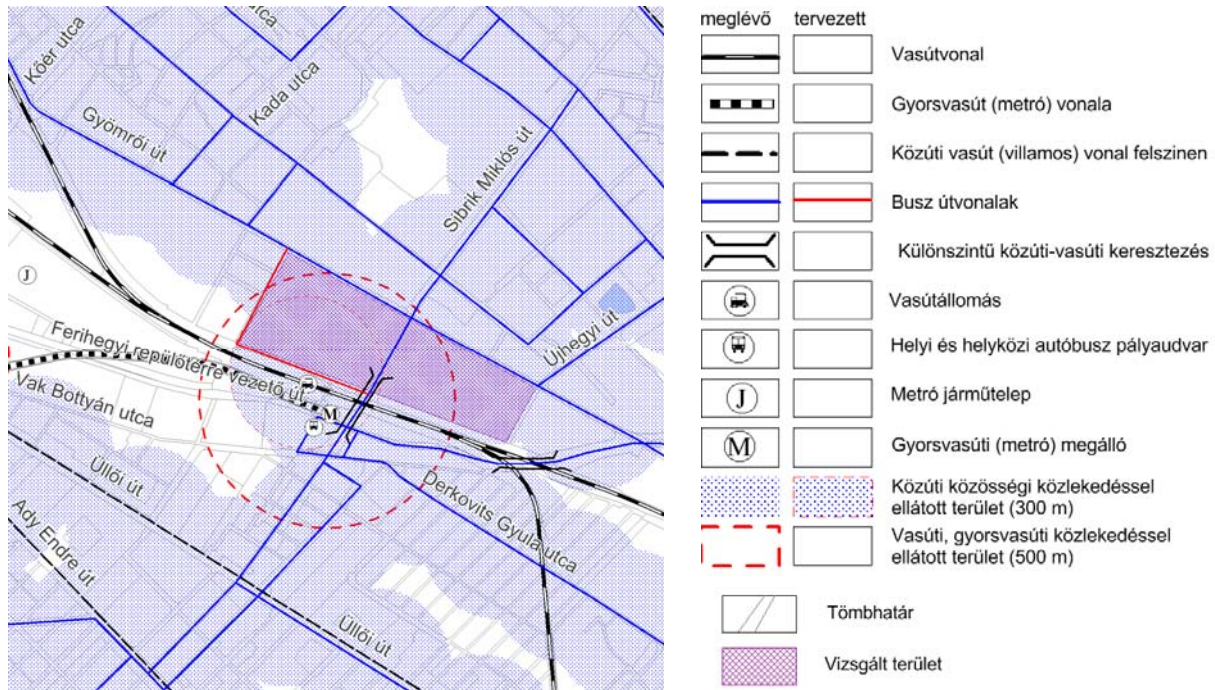 Kőér utca
utca
Kada utca
Gyömrői út
Sibrik Miklós út
J
Ferihegyi repülőtérre vezető út
Újhegyi út
Vak Bottyán utca
M
Üllői út
Derkovits Gyula utca
Ady Endre út
Üllői út
meglévő tervezett
Vasútvonal
Gyorsvasút (metró) vonala
Közúti vasút (villamos) vonal felszinen
Busz útvonalak
Különszintű közúti-vasúti keresztezés
Vasútállomás
Helyi és helyközi autóbusz pályaudvar
J Metró járműtelep
M Gyorsvasúti (metró) megálló
Közúti közösségi közlekedéssel
ellátott terület (300 m)
Vasúti, gyorsvasúti közlekedéssel
ellátott terület (500 m)
Tömbhatár
Vizsgált terület